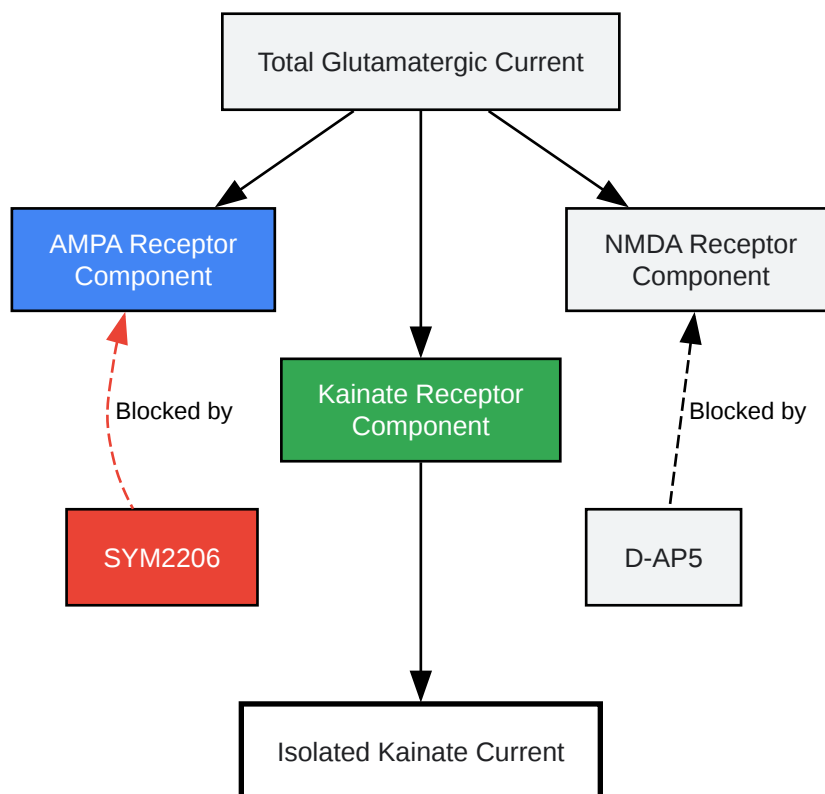 Total Glutamatergic Current
AMPA Receptor
Component
NMDA Receptor
Component
Kainate Receptor
Component
Blocked by
Blocked by
SYM2206
D-AP5
Isolated Kainate Current